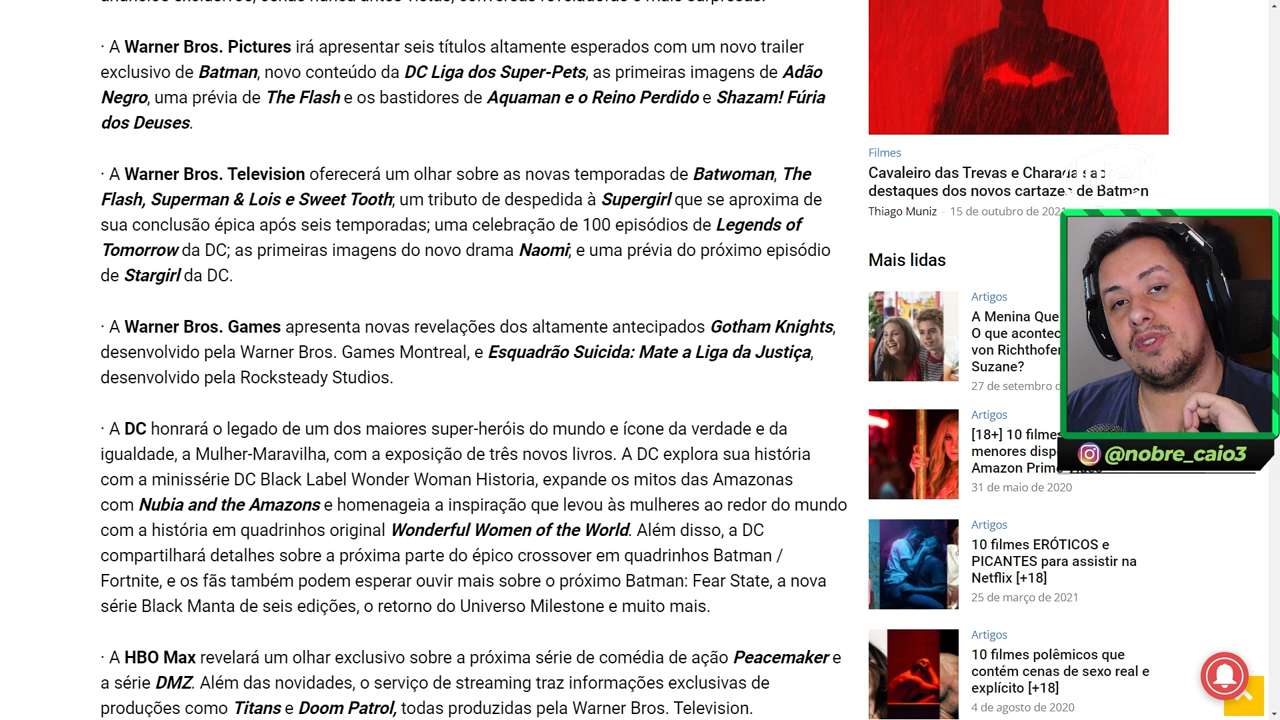 · A Warner Bros. Pictures irá apresentar seis títulos altamente esperados com um novo trailer
exclusivo de Batman, novo conteúdo da DC Liga dos Super-Pets, as primeiras imagens de Adão
Negro, uma prévia de The Flash e os bastidores de Aquaman e o Reino Perdido e Shazam! Fúria
dos Deuses.
· A Warner Bros. Television oferecerá um olhar sobre as novas temporadas de Batwoman, The
Flash, Superman & Lois e Sweet Tooth; um tributo de despedida à Supergirl que se aproxima de
sua conclusão épica após seis temporadas; uma celebração de 100 episódios de Legends of
Tomorrow da DC; as primeiras imagens do novo drama Naomi; e uma prévia do próximo episódio
de Stargirl da DC.
· A Warner Bros. Games apresenta novas revelações dos altamente antecipados Gotham Knights,
desenvolvido pela Warner Bros. Games Montreal, e Esquadrão Suicida: Mate a Liga da Justiça,
desenvolvido pela Rocksteady Studios.
· A DC honrará o legado de um dos maiores super-heróis do mundo e ícone da verdade e da
igualdade, a Mulher-Maravilha, com a exposição de três novos livros. A DC explora sua história
com a minissérie DC Black Label Wonder Woman Historia, expande os mitos das Amazonas
com Nubia and the Amazons e homenageia a inspiração que levou às mulheres ao redor do mundo
com a história em quadrinhos original Wonderful Women of the World. Além disso, a DC
compartilhará detalhes sobre a próxima parte do épico crossover em quadrinhos Batman /
Fortnite, e os fãs também podem esperar ouvir mais sobre o próximo Batman: Fear State, a nova
série Black Manta de seis edições, o retorno do Universo Milestone e muito mais.
· A HBO Max revelará um olhar exclusivo sobre a próxima série de comédia de ação Peacemaker e
a série DMZ. Além das novidades, o serviço de streaming traz informações exclusivas de
produções como Titans e Doom Patrol, todas produzidas pela Warner Bros. Television.
Filmes
Cavaleiro das Trevas e Charada são
destaques dos novos cartazes de Batman
Thiago Muniz - 15 de outubro de 2021
Mais lidas
Artigos
A Menina Que
O que
von
Suzane?
27 de setembro
Artigos
[18+] 10 filmes
menores
Amazon Prime Video
31 de maio de 2020
Artigos
10 filmes ERÓTICOS e
PICANTES para assistir na
Netflix [+18]
25 de março de 2021
Artigos
10 filmes polêmicos que
contém cenas de sexo real e
explícito [+18]
4 de agosto de 2020
@nobre_caio3